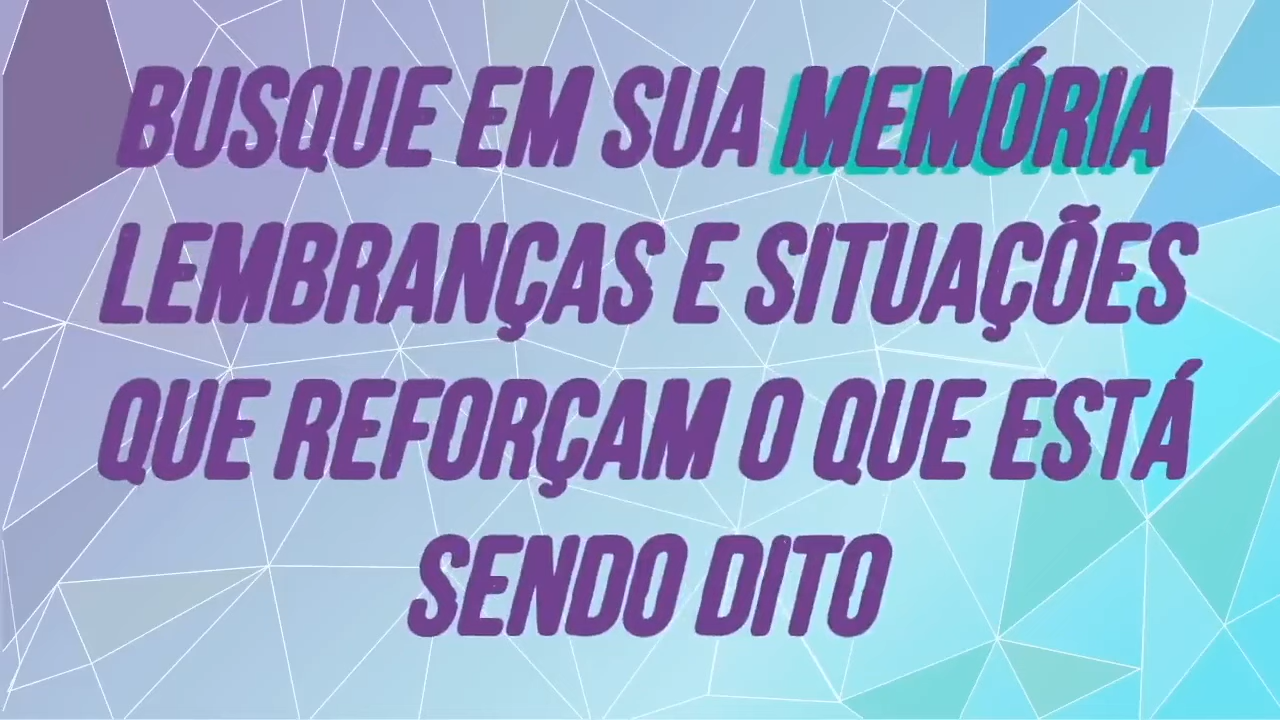 BUSQUE EM SUA MEMÓRIA
LEMBRANÇAS E SITUAÇÕES
QUE REFORÇAM O QUE ESTÁ
SENDO DITO